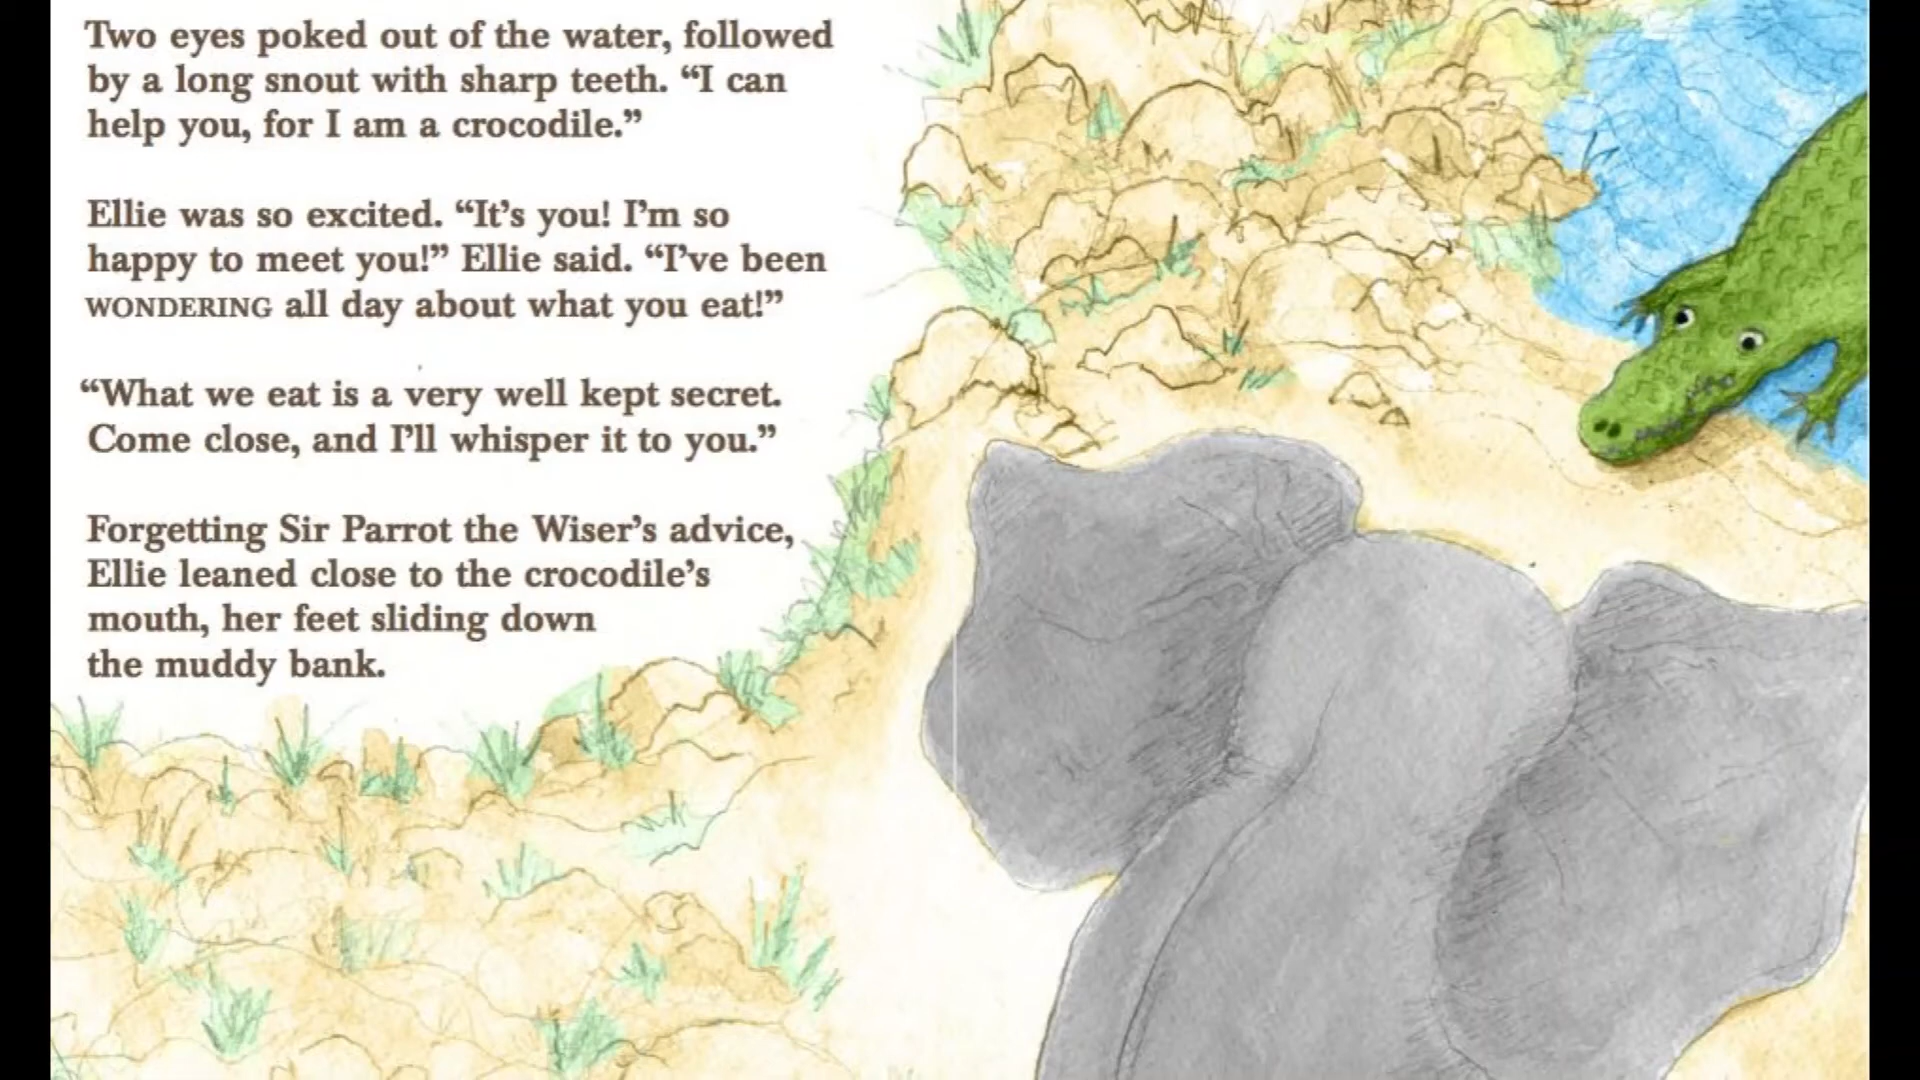 Two eyes poked out of the water, followed
by a long snout with sharp teeth. “I can
help you, for I am a crocodile.”
Ellie was so excited. “It’s you! I’m so
happy to meet you!” Ellie said. “I’ve been
WONDERING all day about what you eat!”
“What we eat is a very well kept secret.
Come close, and I’ll whisper it to you.”
Forgetting Sir Parrot the Wiser’s advice,
Ellie leaned close to the crocodile’s
mouth, her feet sliding down
the muddy bank.